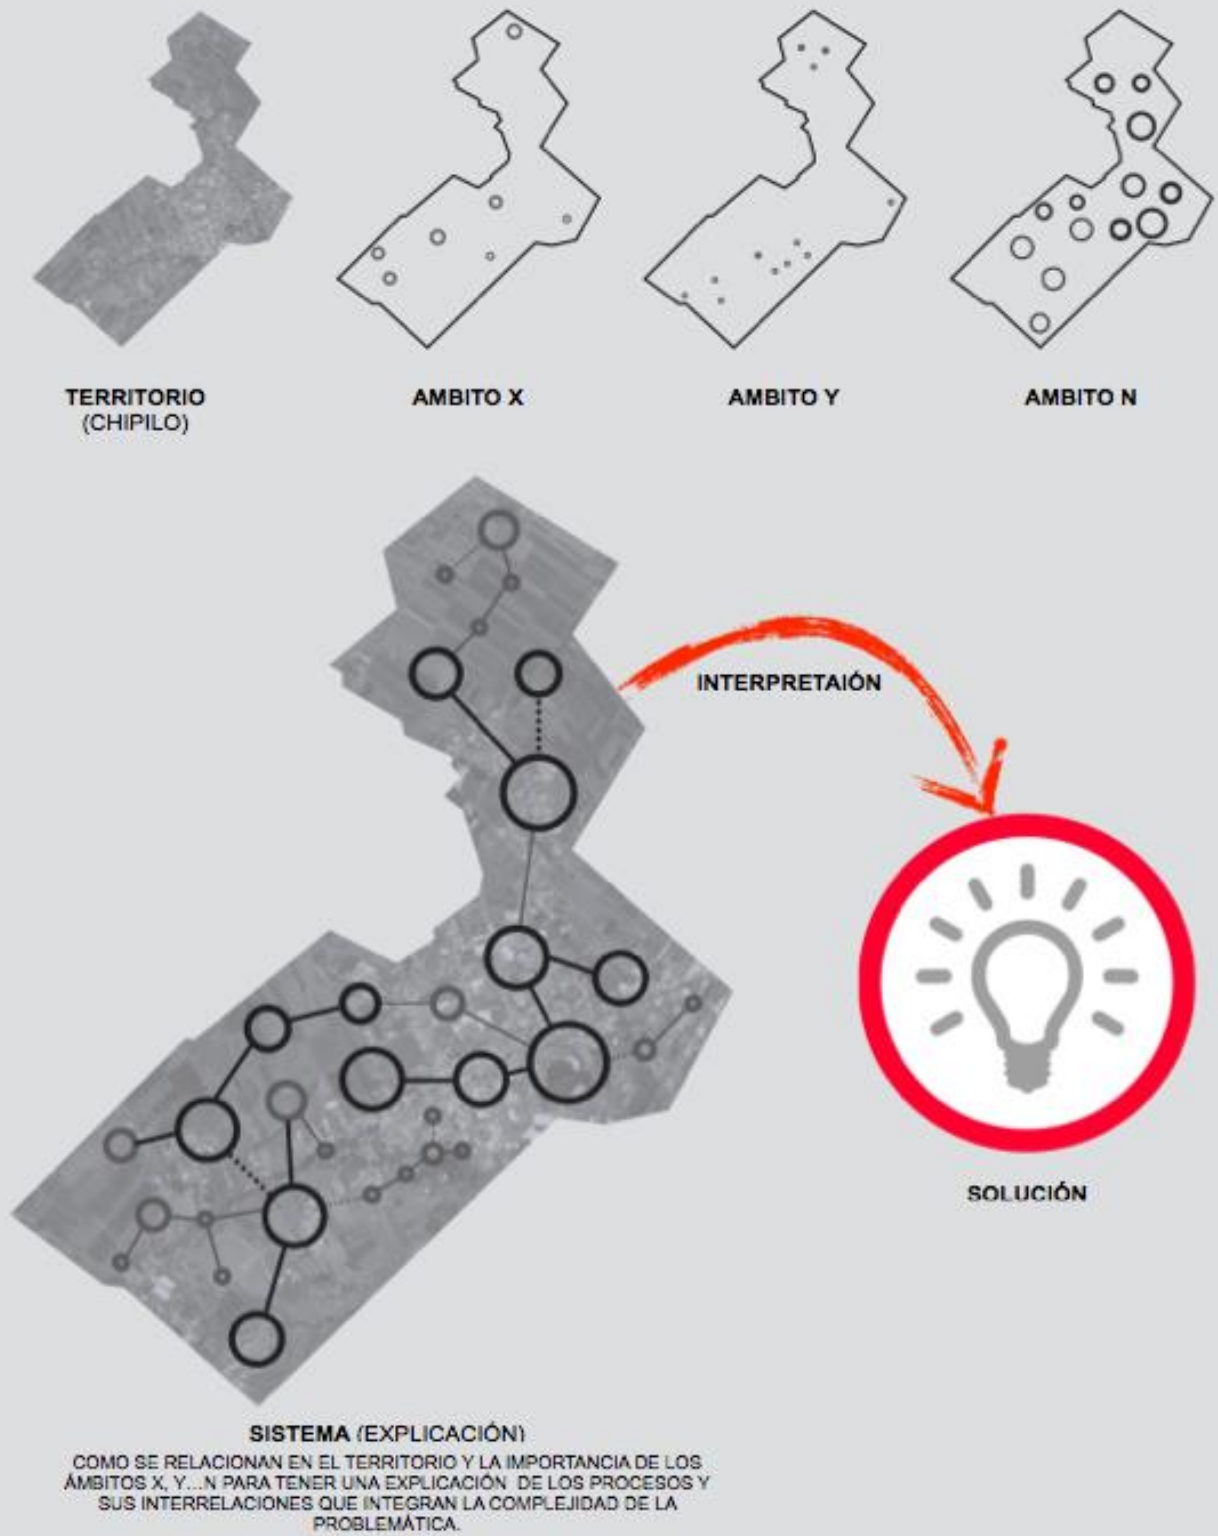 TERRITORIO
(CHIPILO)
AMBITO X
AMBITO Y
AMBITO N
INTERPRETAIÓN
SOLUCIÓN
SISTEMA (EXPLICACIÓN)
COMO SE RELACIONAN EN EL TERRITORIO Y LA IMPORTANCIA DE LOS
ÁMBITOS X, Y...N PARA TENER UNA EXPLICACIÓN DE LOS PROCESOS Y
SUS INTERRELACIONES QUE INTEGRAN LA COMPLEJIDAD DE LA
PROBLEMÁTICA.